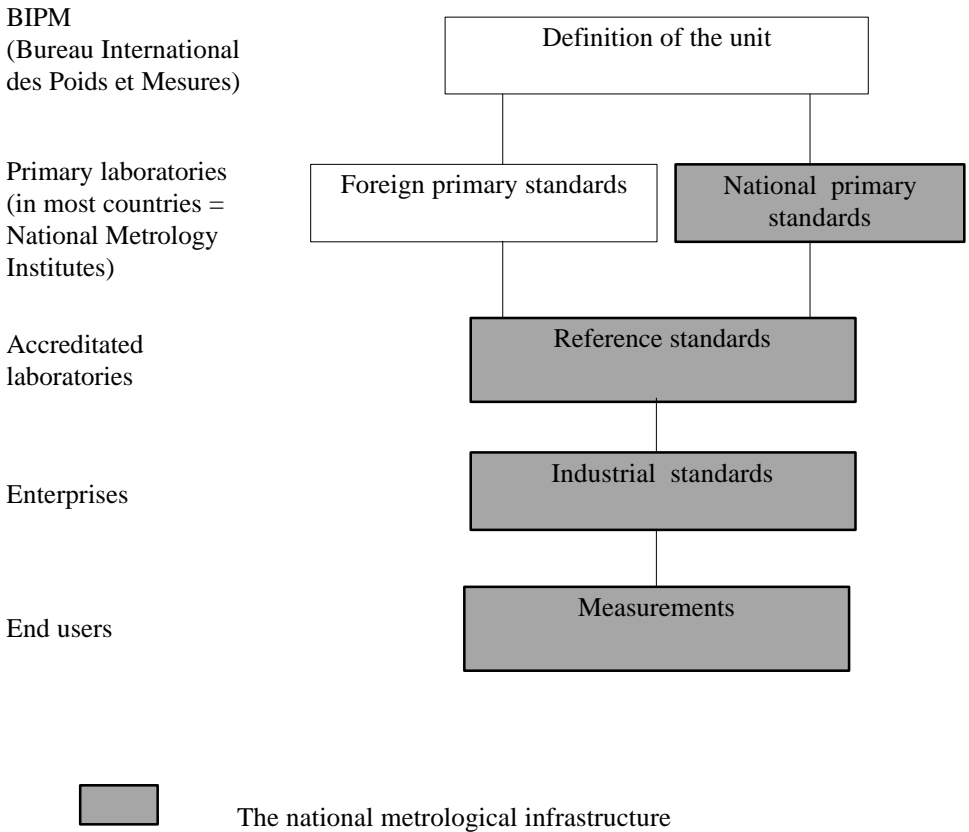 BIPM
(Bureau International
des Poids et Mesures)
Definition of the unit
Primary laboratories
(in most countries =
National Metrology
Institutes)
Foreign primary standards
National primary
standards
Accreditated
laboratories
Reference standards
Enterprises
Industrial standards
End users
Measurements
The national metrological infrastructure